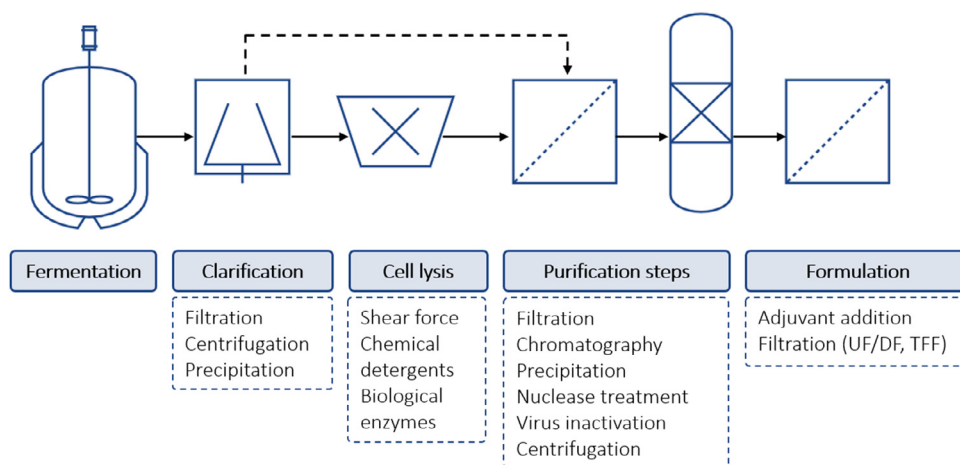 Fermentation
Clarification
Filtration
Centrifugation
Precipitation
Cell lysis
Shear force
Chemical
detergents
Biological
enzymes
Purification steps
Filtration
Chromatography
Precipitation
Nuclease treatment
Virus inactivation
Centrifugation
Formulation
Adjuvant addition
Filtration (UF/DF, TFF)